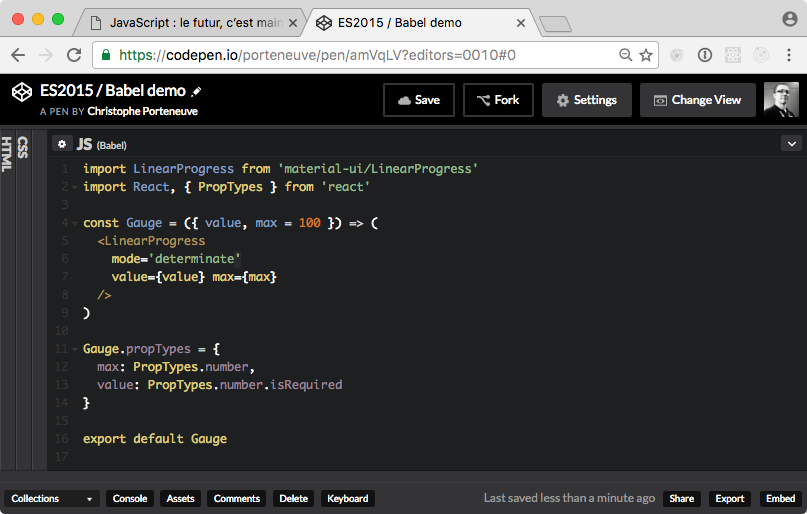 JavaScript : le futur, c'est main
ES2015 / Babel demo
https://codepen.io/porteneuve/pen/amVqLV?editors=0010#0
ES2015 / Babel demo
A PEN BY Christophe Porteneuve
Save
Fork
Settings
Change View
HTML
CSS
JS (Babel)
1 import LinearProgress from 'material-ui/LinearProgress'
2 import React, { PropTypes } from 'react'
3
4 const Gauge = ({ value, max = 100 }) => (
5 <LinearProgress
6 mode='determinate'
7 value={value} max={max}
8 />
9 )
10
11 Gauge.propTypes = {
12 max: PropTypes.number,
13 value: PropTypes.number.isRequired
14 }
15
16 export default Gauge
17
Collections
Console
Assets
Comments
Delete
Keyboard
Last saved less than a minute ago
Share
Export
Embed